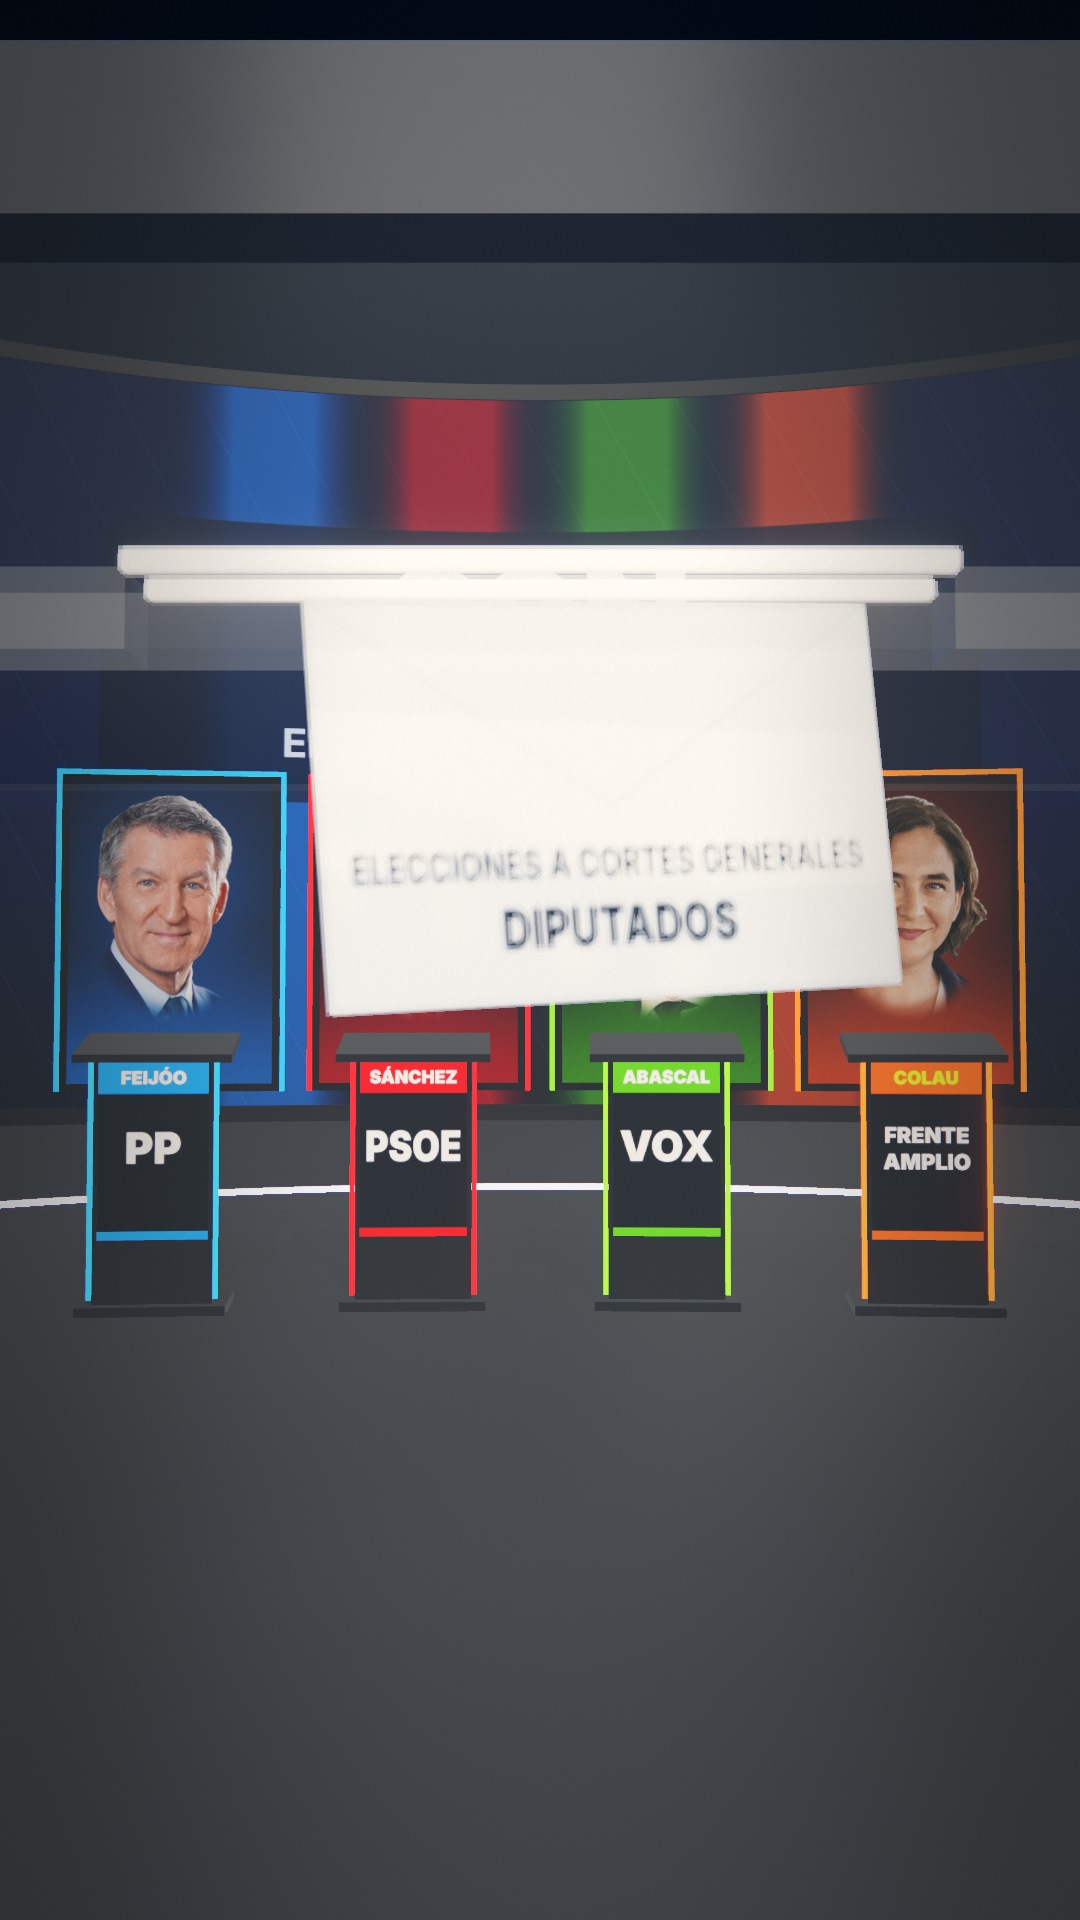 E
ELECCIONES A CORTES GENERALES
DIPUTADOS
FEIJÓO
SÁNCHEZ
ABASCAL
COLAU
PP
PSOE
VOX
FRENTE
AMPLIO